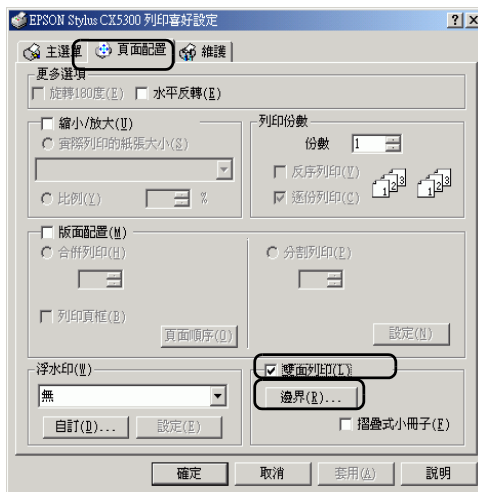 EPSON Stylus CX5300 列印喜好設定
主選單 頁面配置 維護
更多選項
旋轉180度(E) 水平反轉(E)
縮小/放大(U) 列印份數
實際列印的紙張大小(S) 份數 1
反序列印(V)
比例(Y) % 逐份列印(C)
版面配置(M)
合併列印(H) 分割列印(P)
列印頁框(B)
頁面順序(O) 設定(N)
浮水印(W) 雙面列印(L)
無 邊界(R)...
自訂(D)... 設定(E) 摺疊式小冊子(F)
確定 取消 套用(A) 說明